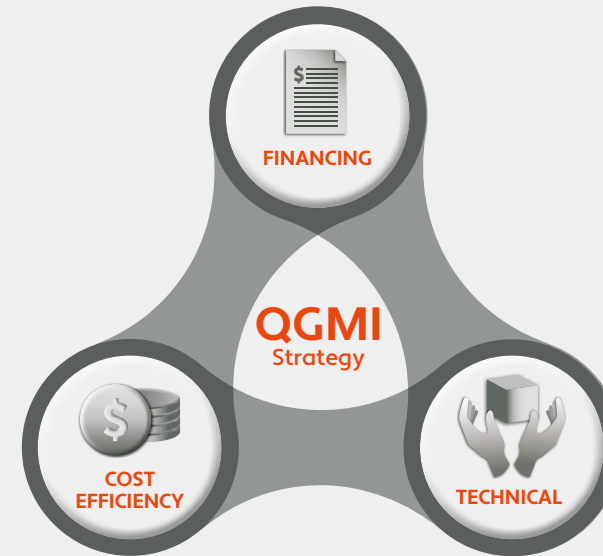 $
FINANCING
QGMI
Strategy
$
COST
EFFICIENCY
TECHNICAL